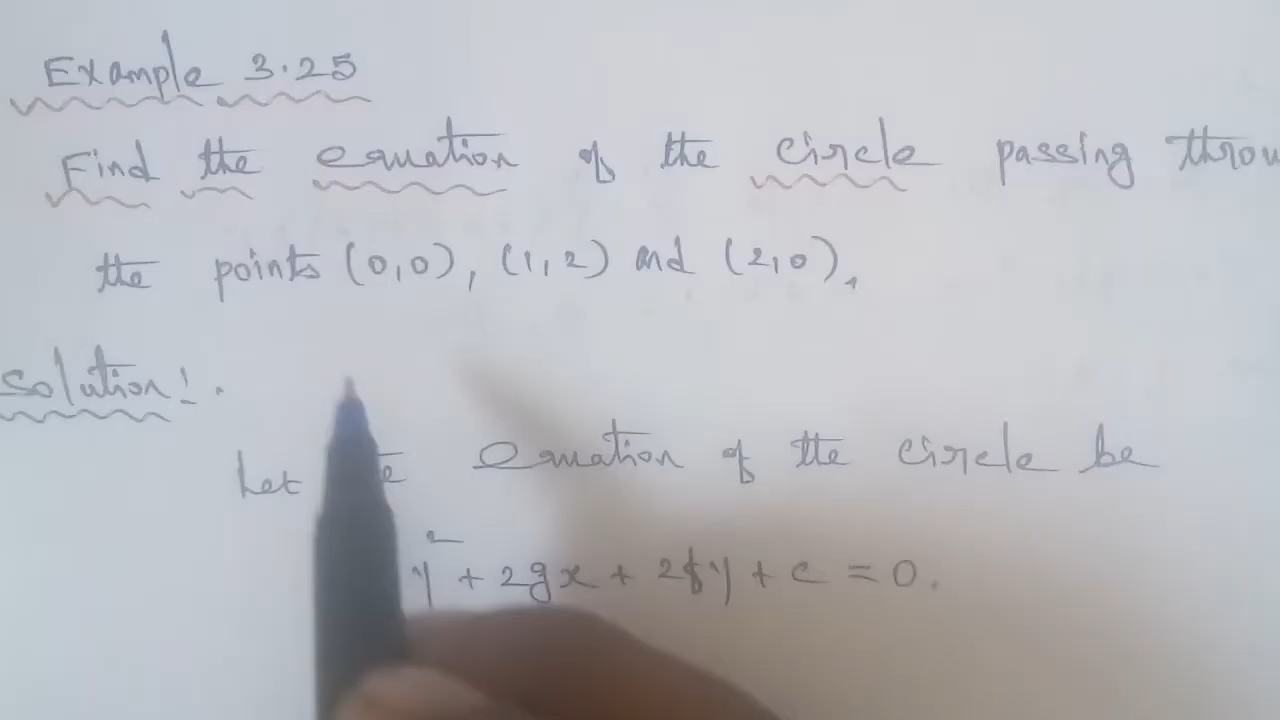 Example 3.25
Find the equation of the circle passing throu
the points (0,0), (1,2) and (2,0).
Solution:.
Let equation of the circle be
y² + 2gx + 2fy + c = 0.